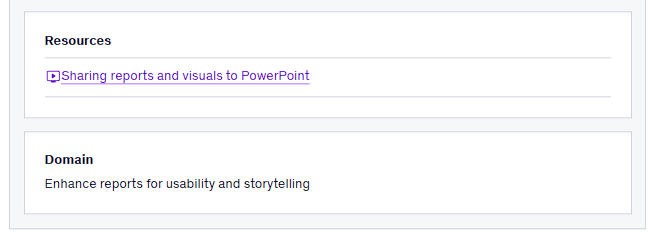 Resources
Sharing reports and visuals to PowerPoint
Domain
Enhance reports for usability and storytelling